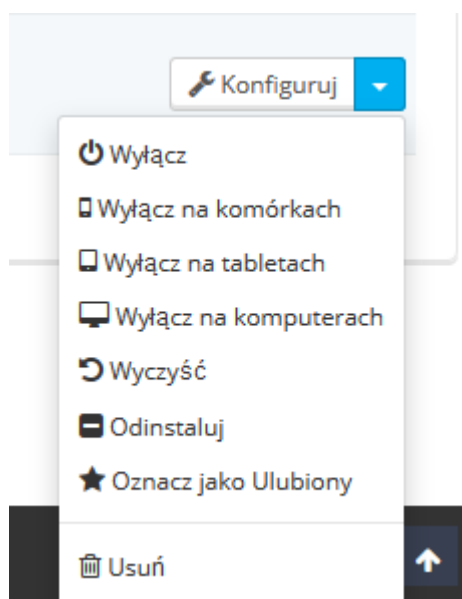 Konfiguruj
Wyłącz
Wyłącz na komórkach
Wyłącz na tabletach
Wyłącz na komputerach
Wyczyść
Odinstaluj
Oznacz jako Ulubiony
Usuń